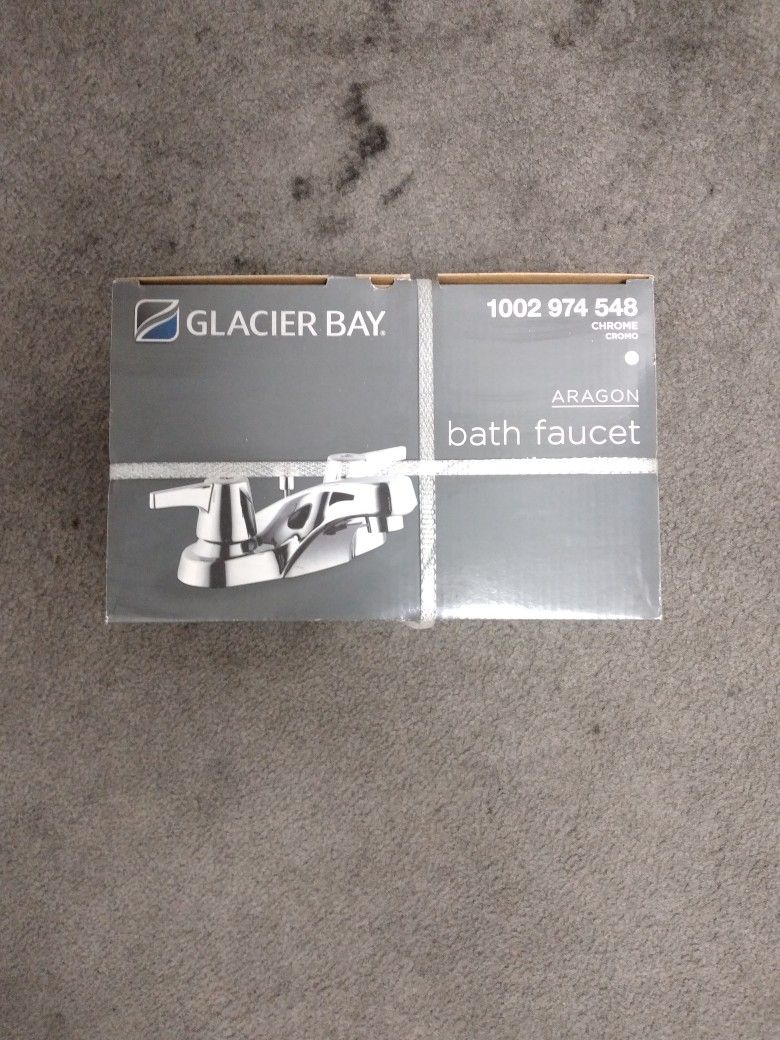 GLACIER BAY®
1002 974 548
CHROME
CROMO
ARAGON
bath faucet